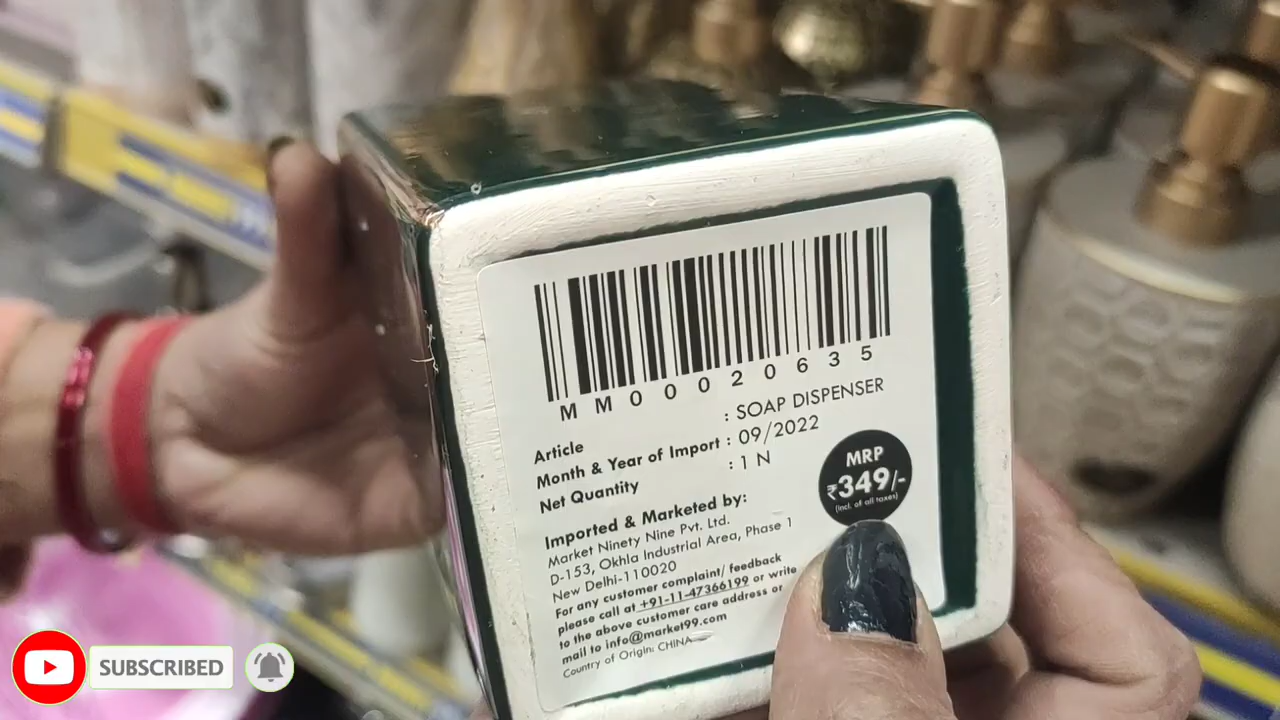 MM00020635
Article : SOAP DISPENSER
Month & Year of Import : 09/2022
Net Quantity : 1 N
MRP
₹349/-
(Incl. of all taxes)
Imported & Marketed by:
Market Ninety Nine Pvt. Ltd.
D-153, Okhla Industrial Area, Phase 1
New Delhi-110020
For any customer complaint/ feedback
please call at +91-11-47366199 or write
to the above customer care address or
mail to info@market99.com
Country of Origin: CHINA
SUBSCRIBED